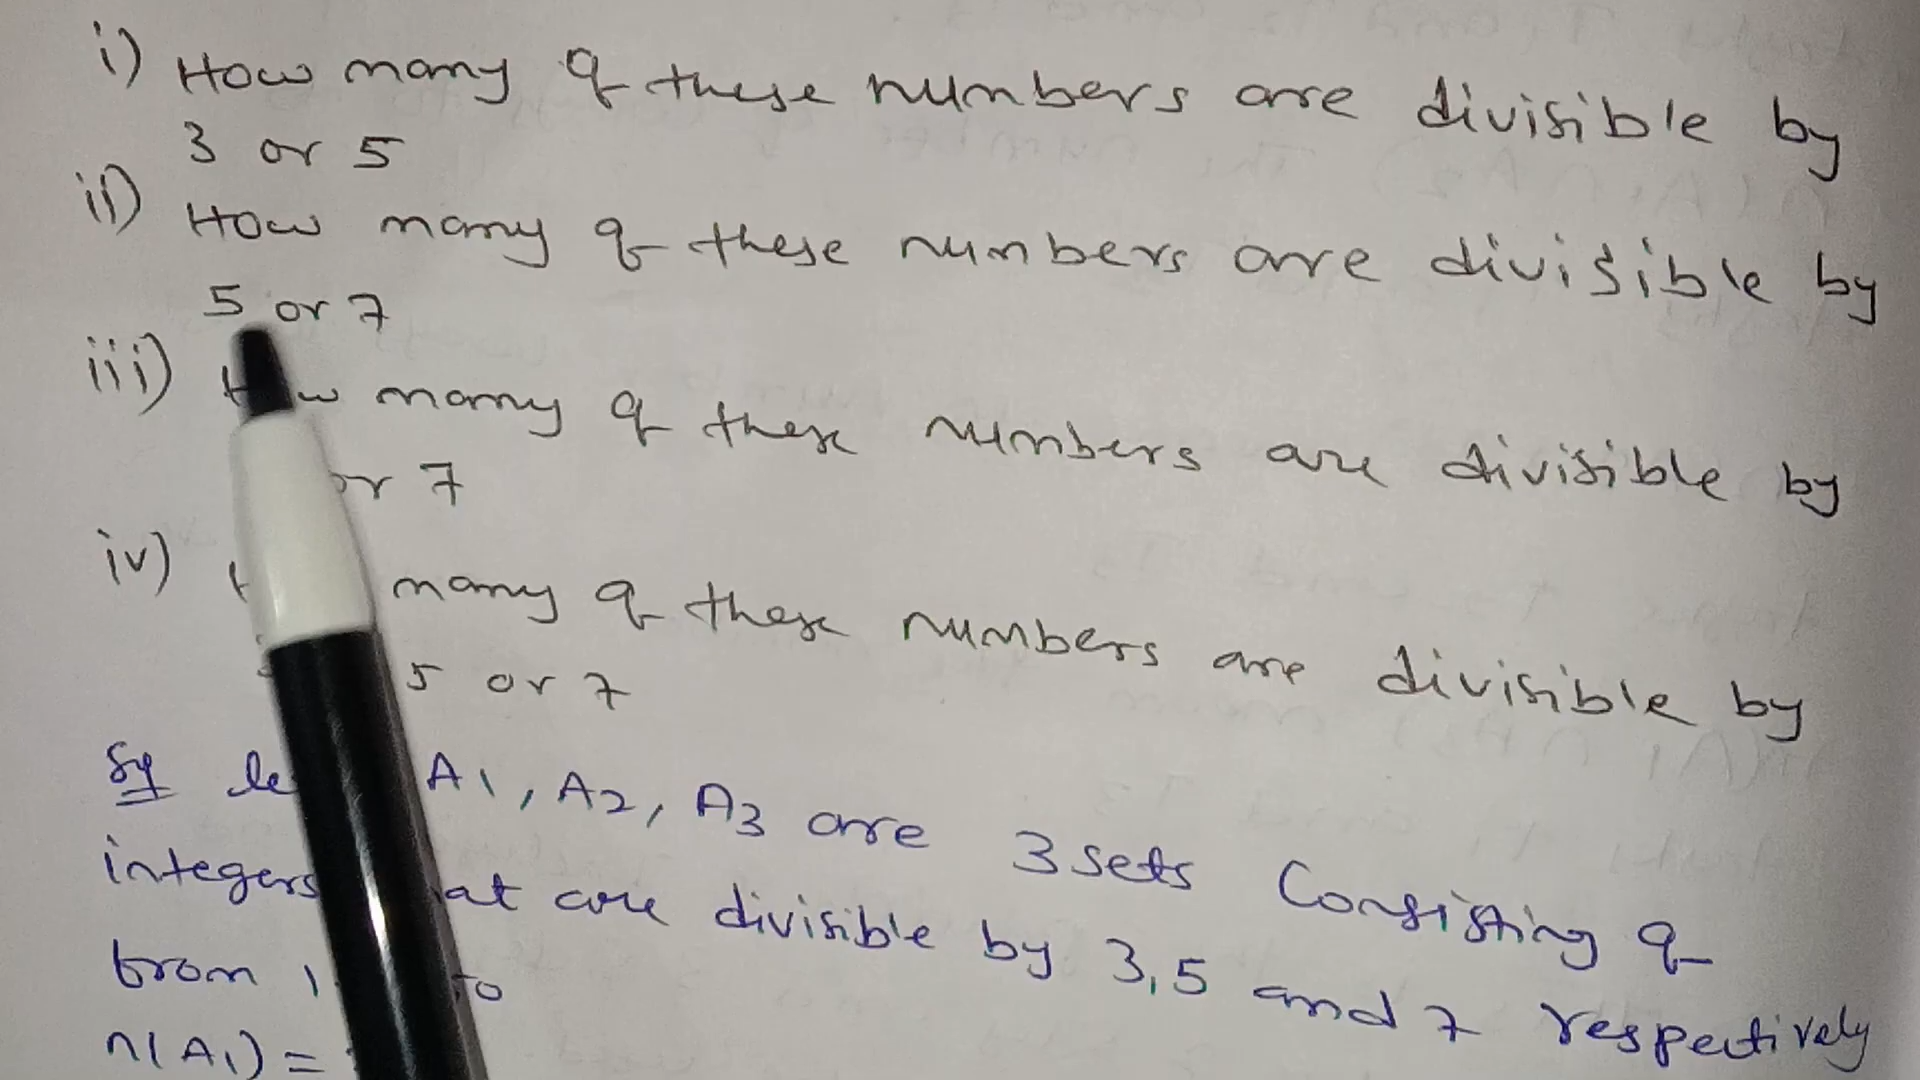 i) How many of these numbers are divisible by
3 or 5
ii) How many of these numbers are divisible by
5 or 7
iii) many of these numbers are divisible by
or 7
iv) many of these numbers are divisible by
5 or 7
Sol A1, A2, A3 are 3 sets Consisting of
integers are divisible by 3, 5 and 7 respectively
from 1 to
n(A1) =